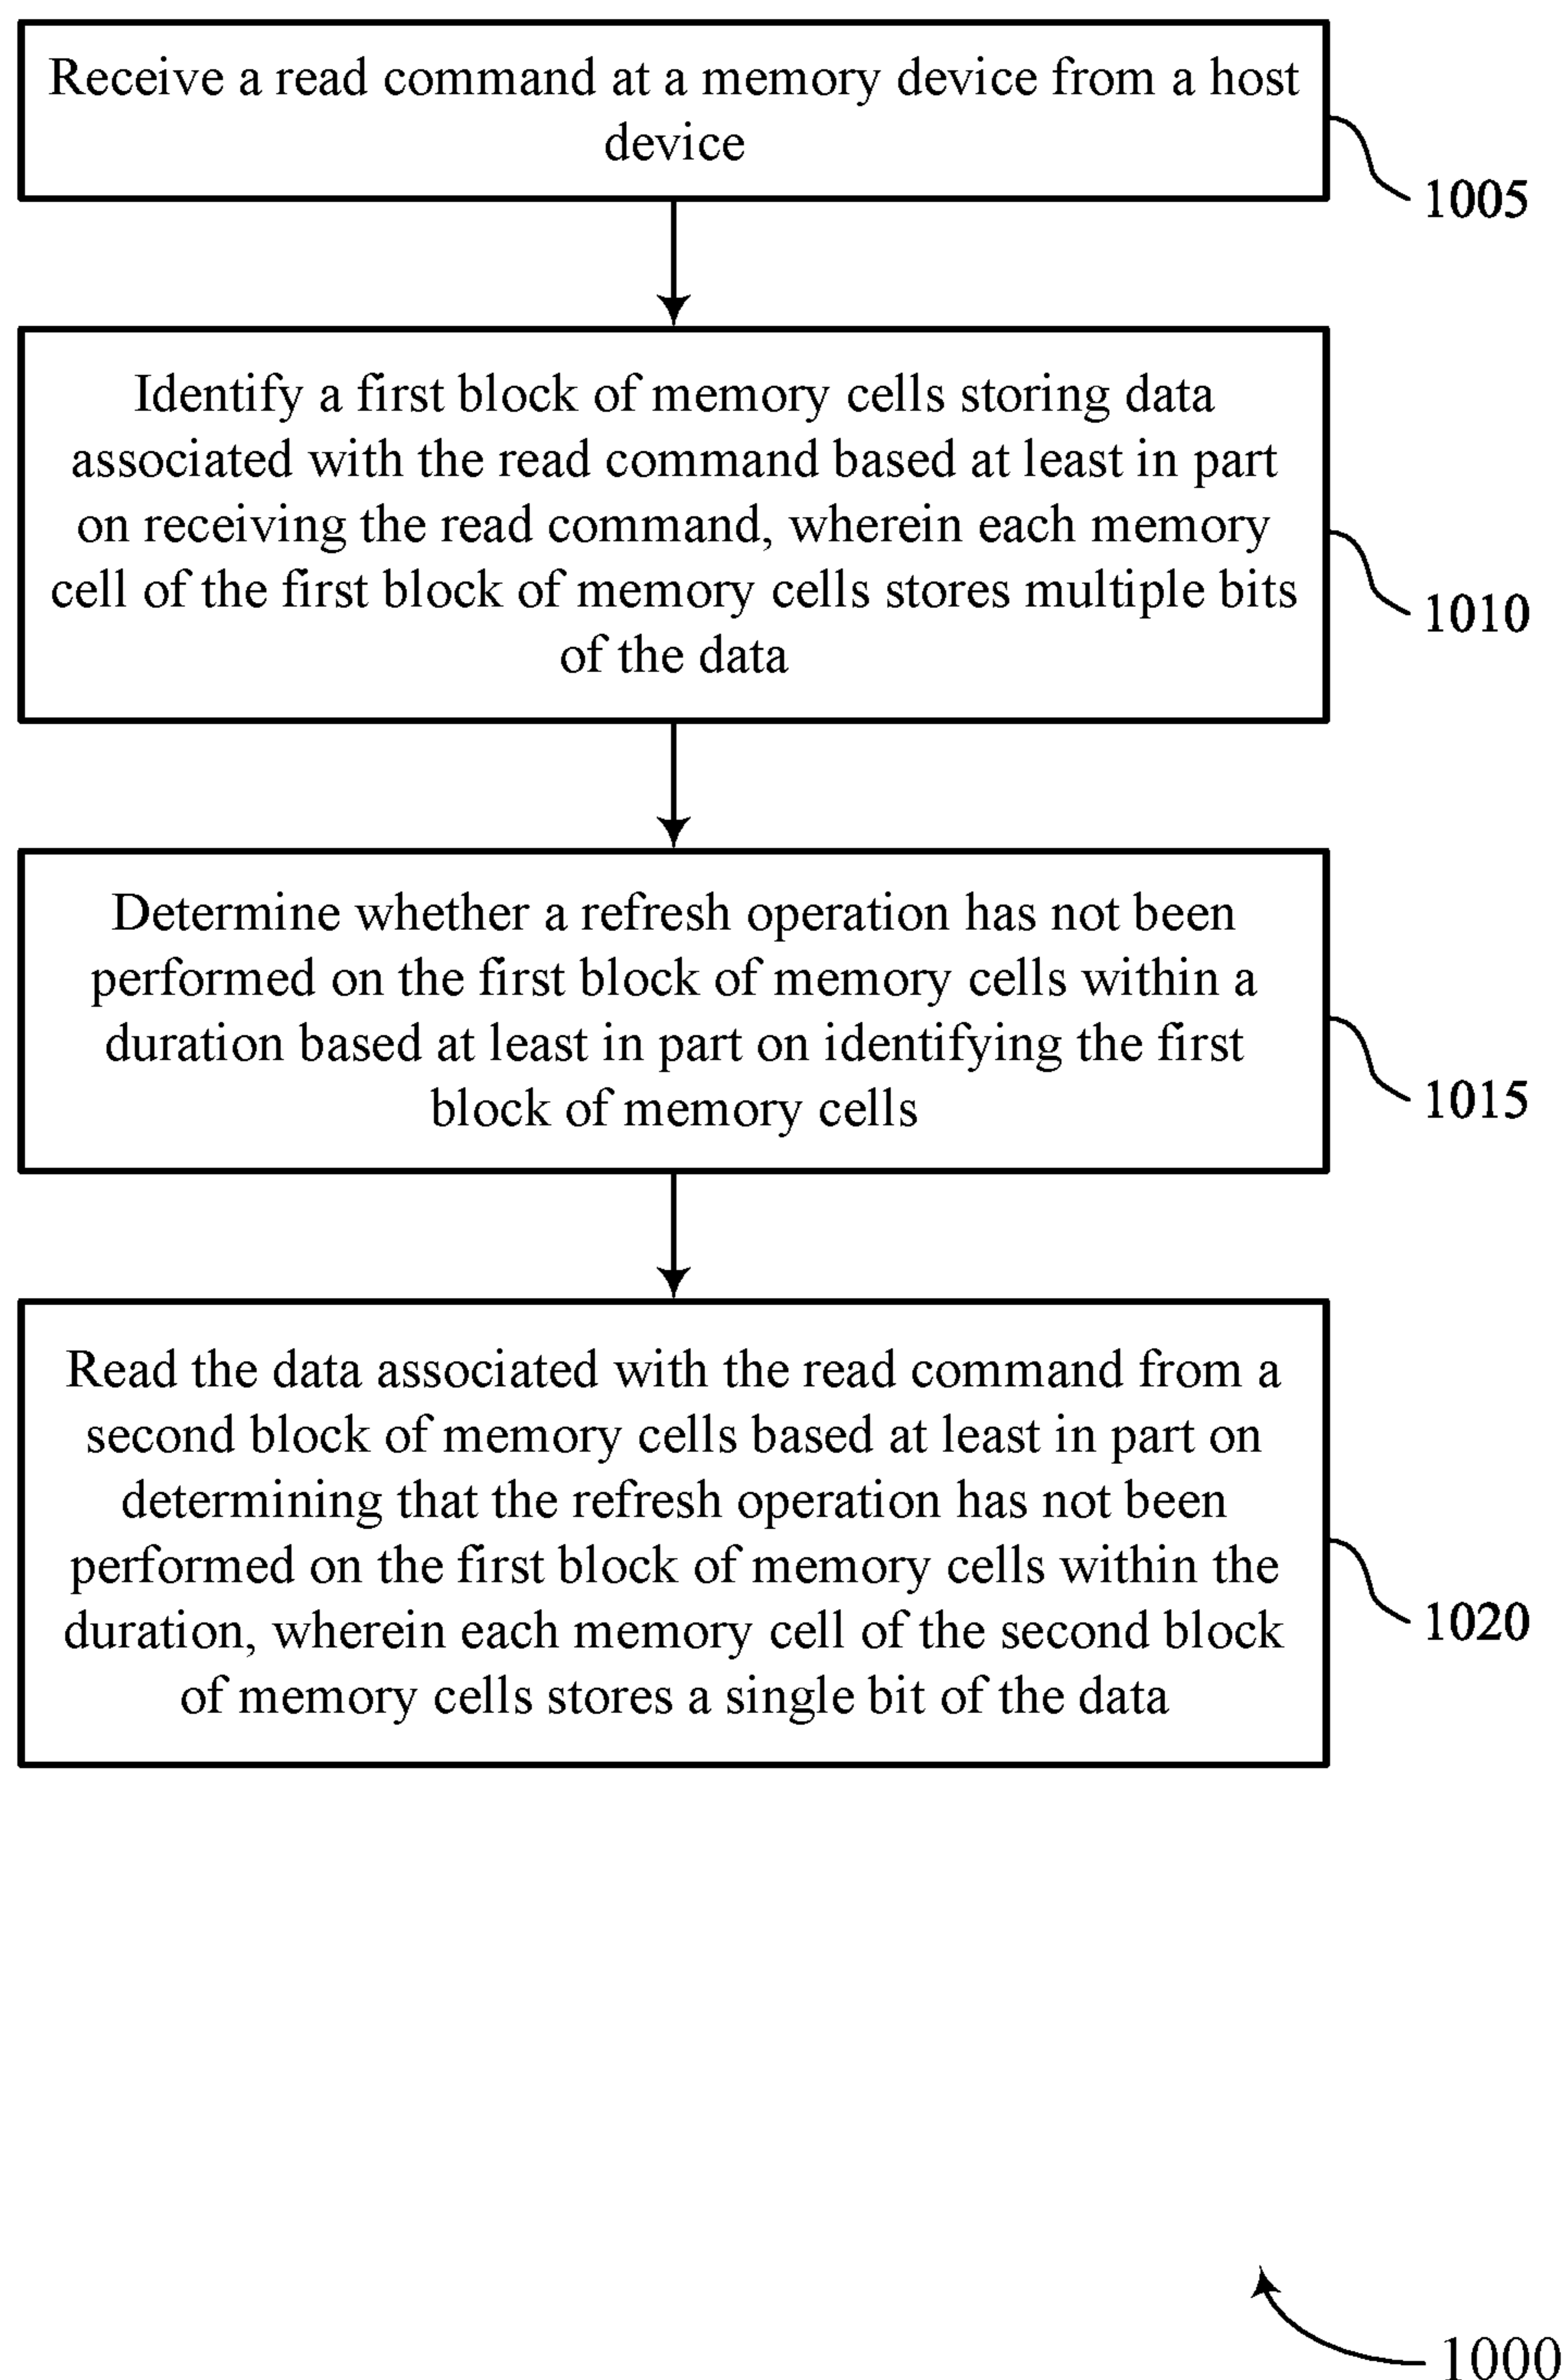 Receive a read command at a memory device from a host
device
1005
Identify a first block of memory cells storing data
associated with the read command based at least in part
on receiving the read command, wherein each memory
cell of the first block of memory cells stores multiple bits
of the data
1010
Determine whether a refresh operation has not been
performed on the first block of memory cells within a
duration based at least in part on identifying the first
block of memory cells
1015
Read the data associated with the read command from a
second block of memory cells based at least in part on
determining that the refresh operation has not been
performed on the first block of memory cells within the
duration, wherein each memory cell of the second block
of memory cells stores a single bit of the data
1020
1000